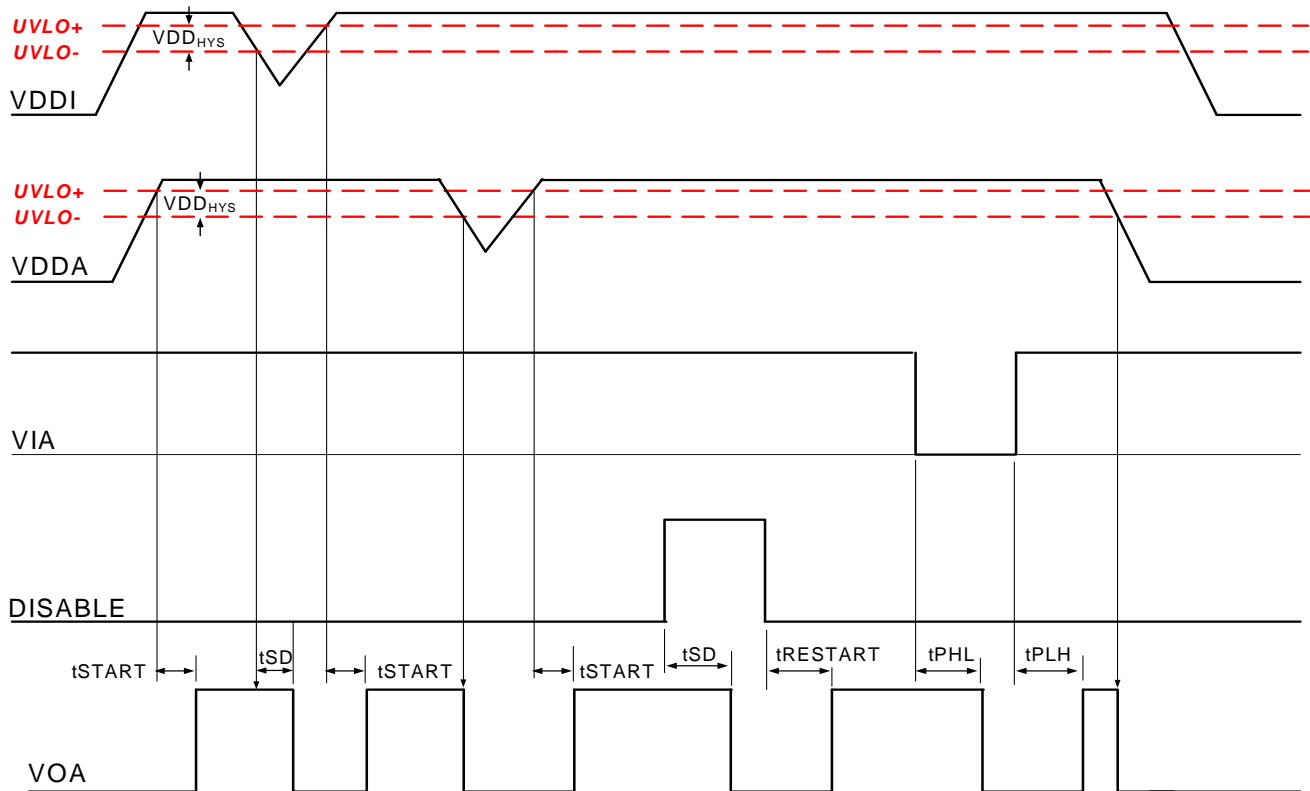 UVLO+
VDDHYS
UVLO-
VDDI
UVLO+
VDDHYS
UVLO-
VDDA
VIA
DISABLE
tSTART
tSD
tSTART
tSTART
tSD
tRESTART
tPHL
tPLH
VOA